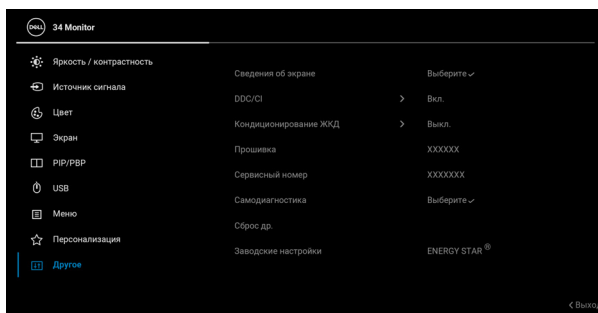 DELL 34 Monitor
Яркость / контрастность
Источник сигнала
Цвет
Экран
PIP/PBP
USB
Меню
Персонализация
Другое
Сведения об экране Выберите ✓
DDC/CI > Вкл.
Кондиционирование ЖКД > Выкл.
Прошивка XXXXXX
Сервисный номер XXXXXXX
Самодиагностика Выберите ✓
Сброс др.
Заводские настройки ENERGY STAR ®
< Выход